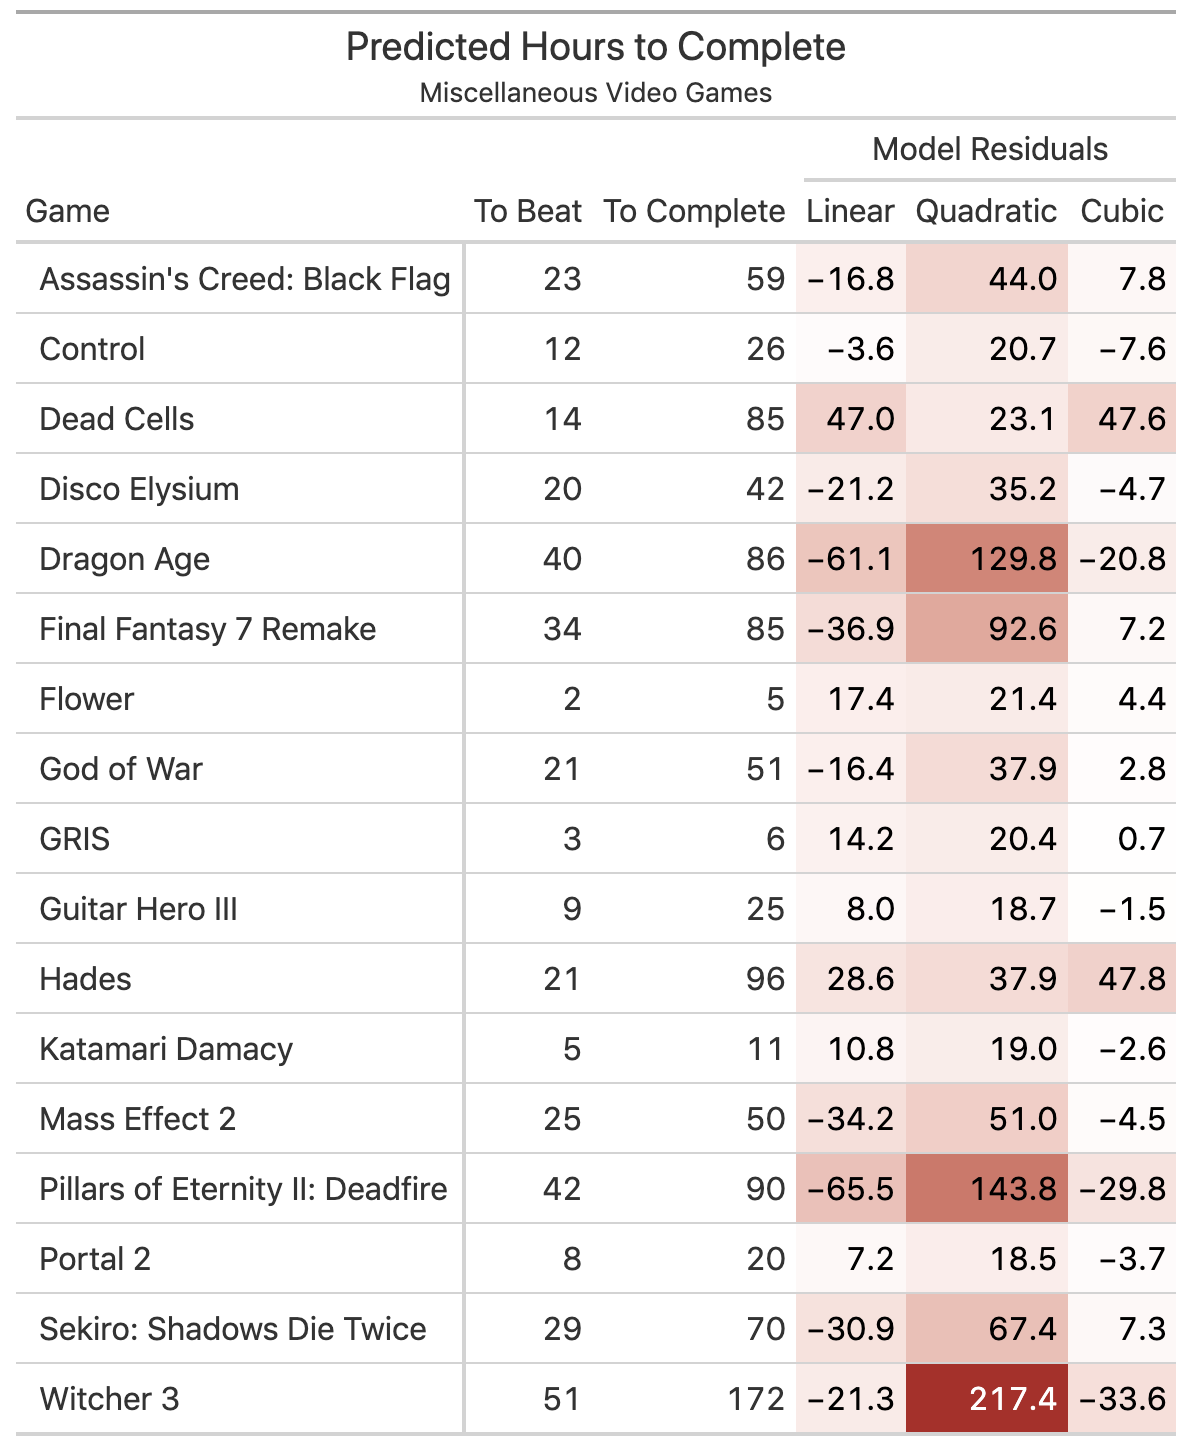 Predicted Hours to Complete
Miscellaneous Video Games
Model Residuals
Game To Beat To Complete Linear Quadratic Cubic
Assassin's Creed: Black Flag 23 59 −16.8 44.0 7.8
Control 12 26 −3.6 20.7 −7.6
Dead Cells 14 85 47.0 23.1 47.6
Disco Elysium 20 42 −21.2 35.2 −4.7
Dragon Age 40 86 −61.1 129.8 −20.8
Final Fantasy 7 Remake 34 85 −36.9 92.6 7.2
Flower 2 5 17.4 21.4 4.4
God of War 21 51 −16.4 37.9 2.8
GRIS 3 6 14.2 20.4 0.7
Guitar Hero III 9 25 8.0 18.7 −1.5
Hades 21 96 28.6 37.9 47.8
Katamari Damacy 5 11 10.8 19.0 −2.6
Mass Effect 2 25 50 −34.2 51.0 −4.5
Pillars of Eternity II: Deadfire 42 90 −65.5 143.8 −29.8
Portal 2 8 20 7.2 18.5 −3.7
Sekiro: Shadows Die Twice 29 70 −30.9 67.4 7.3
Witcher 3 51 172 −21.3 217.4 −33.6